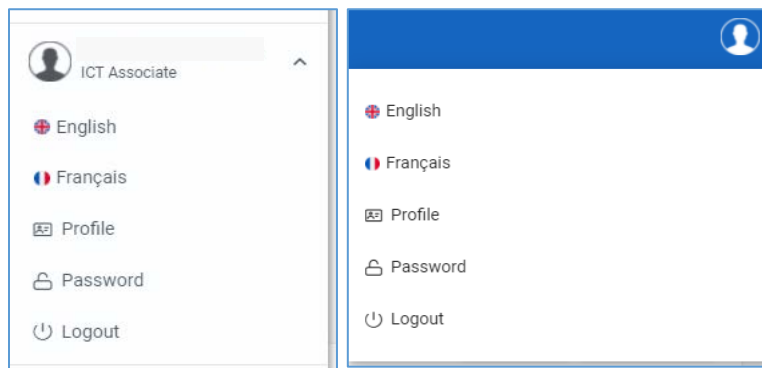 ICT Associate
English
Français
Profile
Password
Logout
English
Français
Profile
Password
Logout